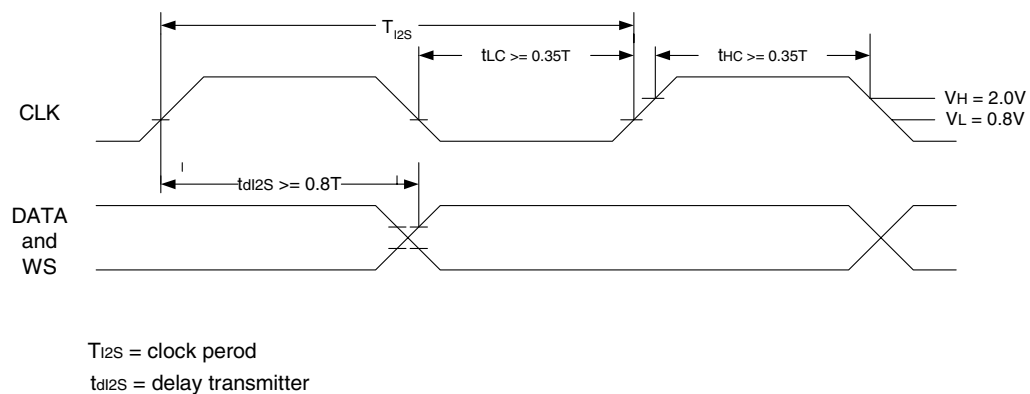 TI2S
tLC >= 0.35T
tHC >= 0.35T
CLK
VH = 2.0V
VL = 0.8V
tdI2S >= 0.8T
DATA
and
WS
TI2S = clock perod
tdI2S = delay transmitter